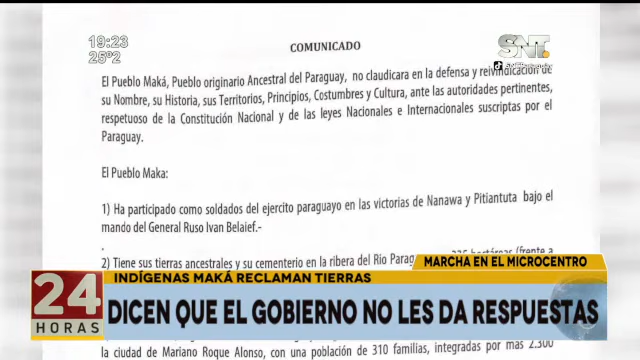 19:23
25°2
SNT
COMUNICADO
El Pueblo Maká, Pueblo originario Ancestral del Paraguay, no claudicara en la defensa y reivindicación de
su Nombre, su Historia, sus Territorios, Principios, Costumbres y Cultura, ante las autoridades pertinentes,
respetuoso de la Constitución Nacional y de las leyes Nacionales e Internacionales suscriptas por el
Paraguay.
El Pueblo Maka:
1) Ha participado como soldados del ejercito paraguayo en las victorias de Nanawa y Pitiantuta bajo el
mando del General Ruso Ivan Belaief.-
.
2) Tiene sus tierras ancestrales y su cementerio en la ribera del Rio (frente a
MARCHA EN EL MICROCENTRO
INDÍGENAS MAKÁ RECLAMAN TIERRAS
24
HORAS
DICEN QUE EL GOBIERNO NO LES DA RESPUESTAS
la ciudad de Mariano Roque Alonso, con una población de 310 familias, integradas por mas 2.300